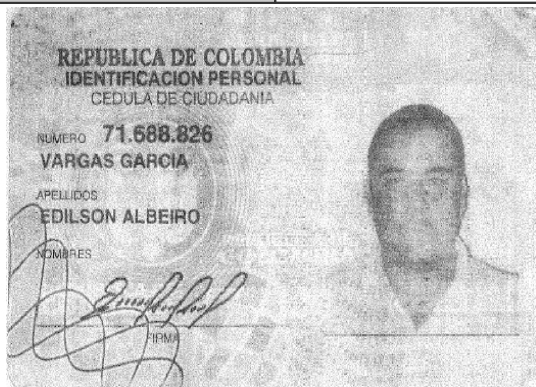 REPUBLICA DE COLOMBIA
IDENTIFICACION PERSONAL
CEDULA DE CIUDADANIA
NUMERO 71.688.826
VARGAS GARCIA
APELLIDOS
EDILSON ALBEIRO
NOMBRES
FIRMA